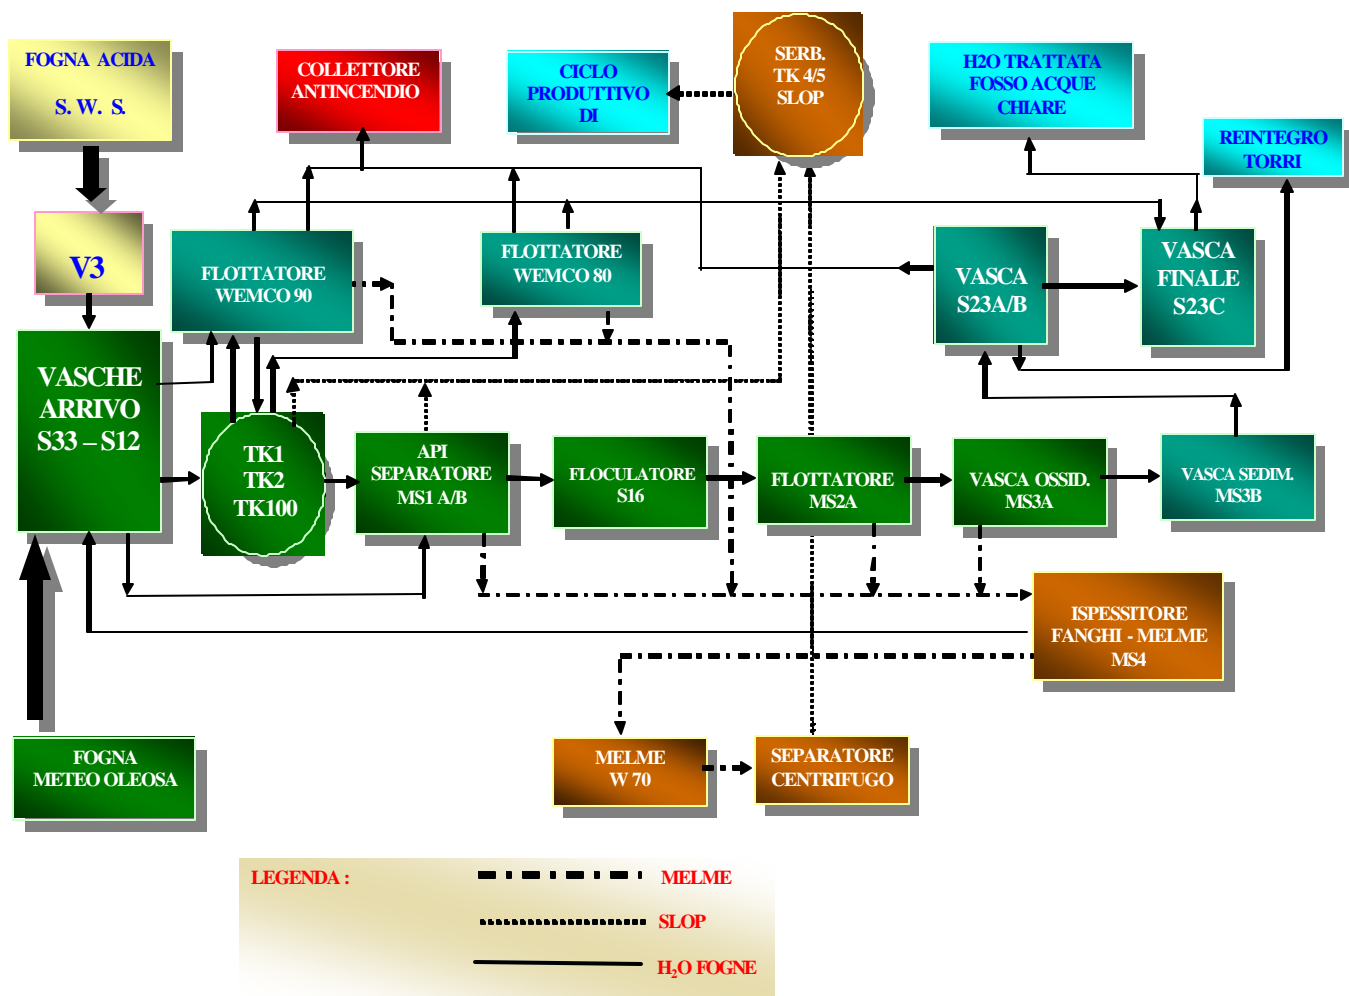 FOGNA ACIDA
S. W. S.
COLLETTORE
ANTINCENDIO
CICLO
PRODUTTIVO
DI
SERB.
TK 4/5
SLOP
H2O TRATTATA
FOSSO ACQUE
CHIARE
REINTEGRO
TORRI
V3
FLOTTATORE
WEMCO 90
FLOTTATORE
WEMCO 80
VASCA
S23A/B
VASCA
FINALE
S23C
VASCHE
ARRIVO
S33 – S12
TK1
TK2
TK100
API
SEPARATORE
MS1 A/B
FLOCULATORE
S16
FLOTTATORE
MS2A
VASCA OSSID.
MS3A
VASCA SEDIM.
MS3B
ISPESSITORE
FANGHI - MELME
MS4
FOGNA
METEO OLEOSA
MELME
W 70
SEPARATORE
CENTRIFUGO
LEGENDA :
MELME
SLOP
H₂O FOGNE